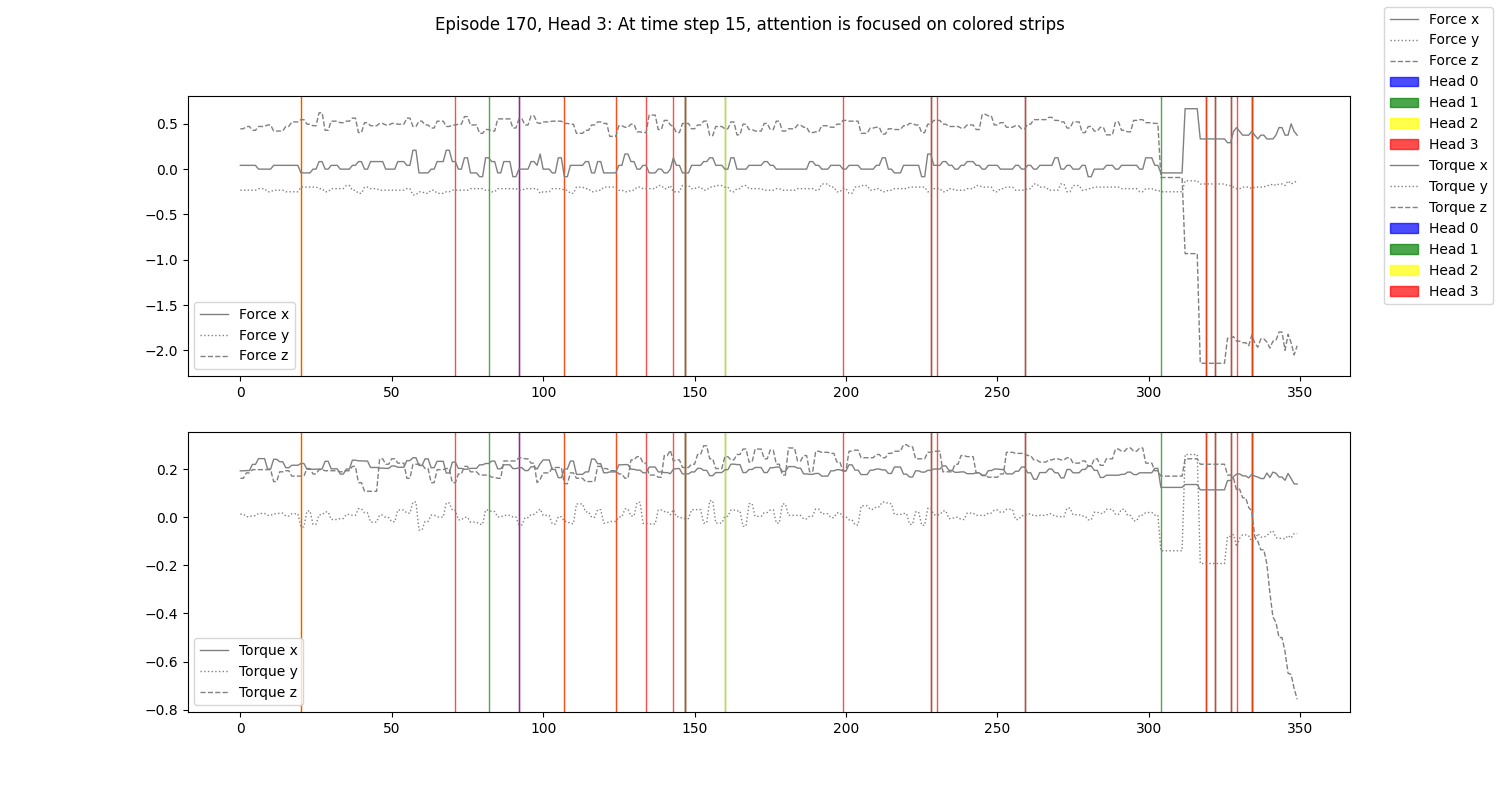 Episode 170, Head 3: At time step 15, attention is focused on colored strips
Force x
Force y
Force z
Head 0
Head 1
Head 2
Head 3
Torque x
Torque y
Torque z
Head 0
Head 1
Head 2
Head 3
0.5
0.0
−0.5
−1.0
−1.5
−2.0
Force x
Force y
Force z
0 50 100 150 200 250 300 350
0.2
0.0
−0.2
−0.4
−0.6
−0.8
Torque x
Torque y
Torque z
0 50 100 150 200 250 300 350